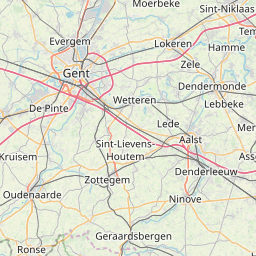 Moerbeke
Sint-Niklaas
Evergem
Lokeren
Temse
Hamme
Gent
Zele
Dendermonde
Wetteren
Lebbeke
De Pinte
Lede
Aalst
Mer
Sint-Lievens-
Houtem
Kruisem
Ass
Denderleeuw
Zottegem
Oudenaarde
Ninove
Geraardsbergen
Ronse